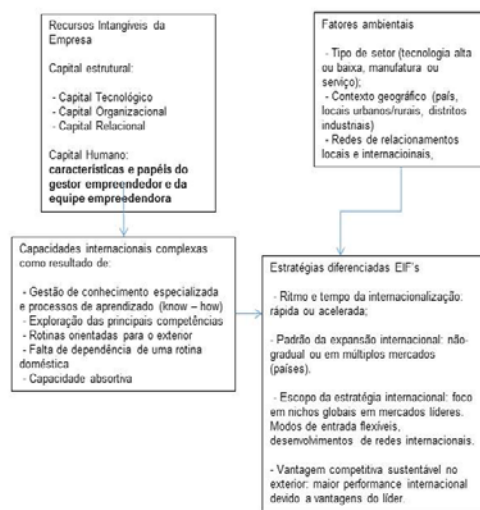 Recursos Intangíveis da
Empresa
Capital estrutural:
- Capital Tecnológico
- Capital Organizacional
- Capital Relacional
Capital Humano:
características e papéis do
gestor empreendedor e da
equipe empreedendora
Fatores ambientais
- Tipo de setor (tecnologia alta
ou baixa, manufatura ou
serviço);
- Contexto geográfico (país,
locais urbanos/rurais, distritos
industriais)
- Redes de relacionamentos
locais e internacioinais,
Capacidades internacionais complexas
como resultado de:
- Gestão de conhecimento especializada
e processos de aprendizado (know – how)
- Exploração das principais competências
- Rotinas orientadas para o exterior
- Falta de dependência de uma rotina
doméstica
- Capacidade absortiva
Estratégias diferenciadas EIF's
- Ritmo e tempo da internacionalização:
rápida ou acelerada;
- Padrão da expansão internacional: não-
gradual ou em múltiplos mercados
(países).
- Escopo da estratégia internacional: foco
em nichos globais em mercados líderes.
Modos de entrada flexíveis,
desenvolvimentos de redes internacionais.
- Vantagem competitiva sustentável no
exterior: maior performance internacional
devido a vantagens do líder.